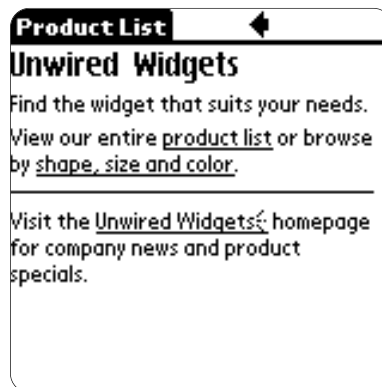 Product List
Unwired Widgets
Find the widget that suits your needs.
View our entire product list or browse
by shape, size and color.
Visit the Unwired Widgets homepage
for company news and product
specials.